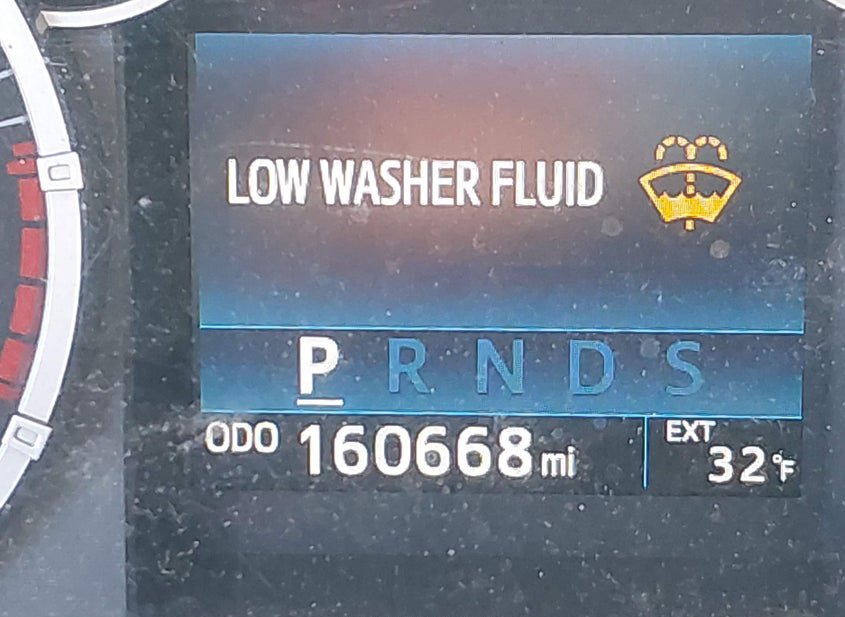 LOW WASHER FLUID
P R N D S
ODO 160668 mi
EXT
32°F